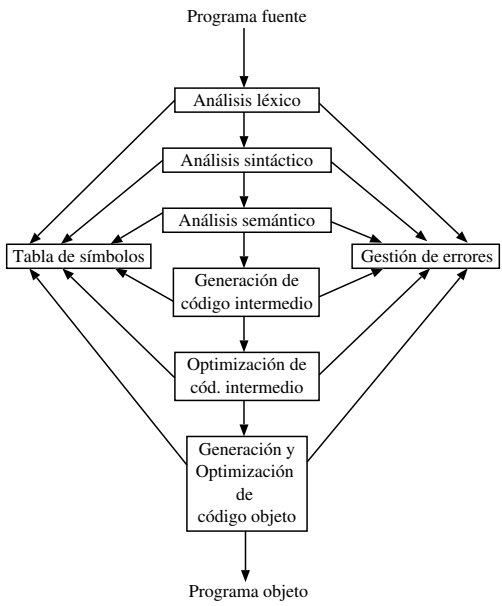 Programa fuente
Análisis léxico
Análisis sintáctico
Análisis semántico
Tabla de símbolos
Gestión de errores
Generación de
código intermedio
Optimización de
cód. intermedio
Generación y
Optimización
de
código objeto
Programa objeto